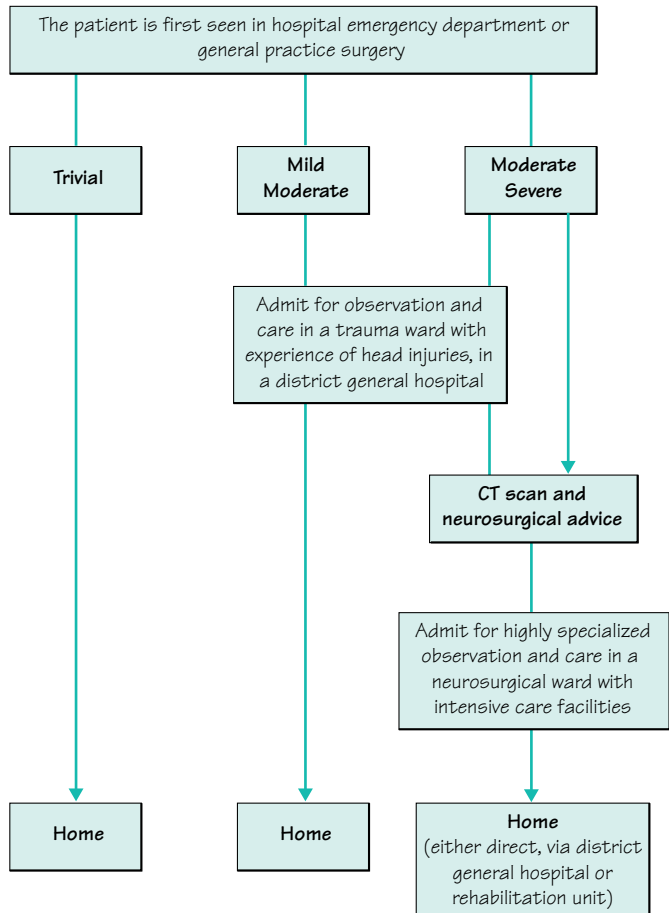 The patient is first seen in hospital emergency department or
general practice surgery
Trivial
Mild
Moderate
Moderate
Severe
Admit for observation and
care in a trauma ward with
experience of head injuries, in
a district general hospital
CT scan and
neurosurgical advice
Admit for highly specialized
observation and care in a
neurosurgical ward with
intensive care facilities
Home
Home
Home
(either direct, via district
general hospital or
rehabilitation unit)